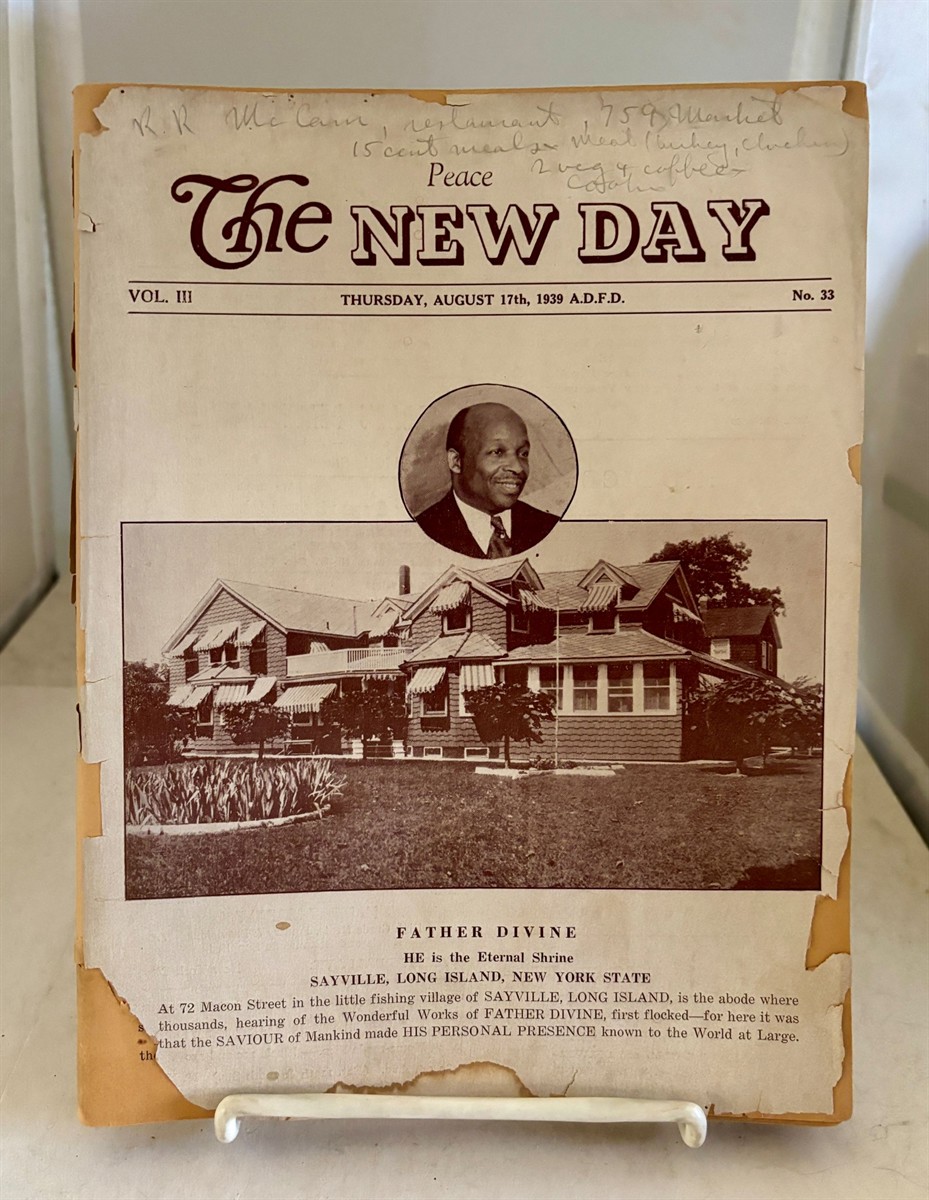 R. R McCann, restaurant, 759 Market
15 cent meals meat (turkey, chicken)
2 veg & coffee
Peace
The NEW DAY
VOL. III THURSDAY, AUGUST 17th, 1939 A.D.F.D. No. 33
FATHER DIVINE
HE is the Eternal Shrine
SAYVILLE, LONG ISLAND, NEW YORK STATE
At 72 Macon Street in the little fishing village of SAYVILLE, LONG ISLAND, is the abode where
thousands, hearing of the Wonderful Works of FATHER DIVINE, first flocked—for here it was
that the SAVIOUR of Mankind made HIS PERSONAL PRESENCE known to the World at Large.